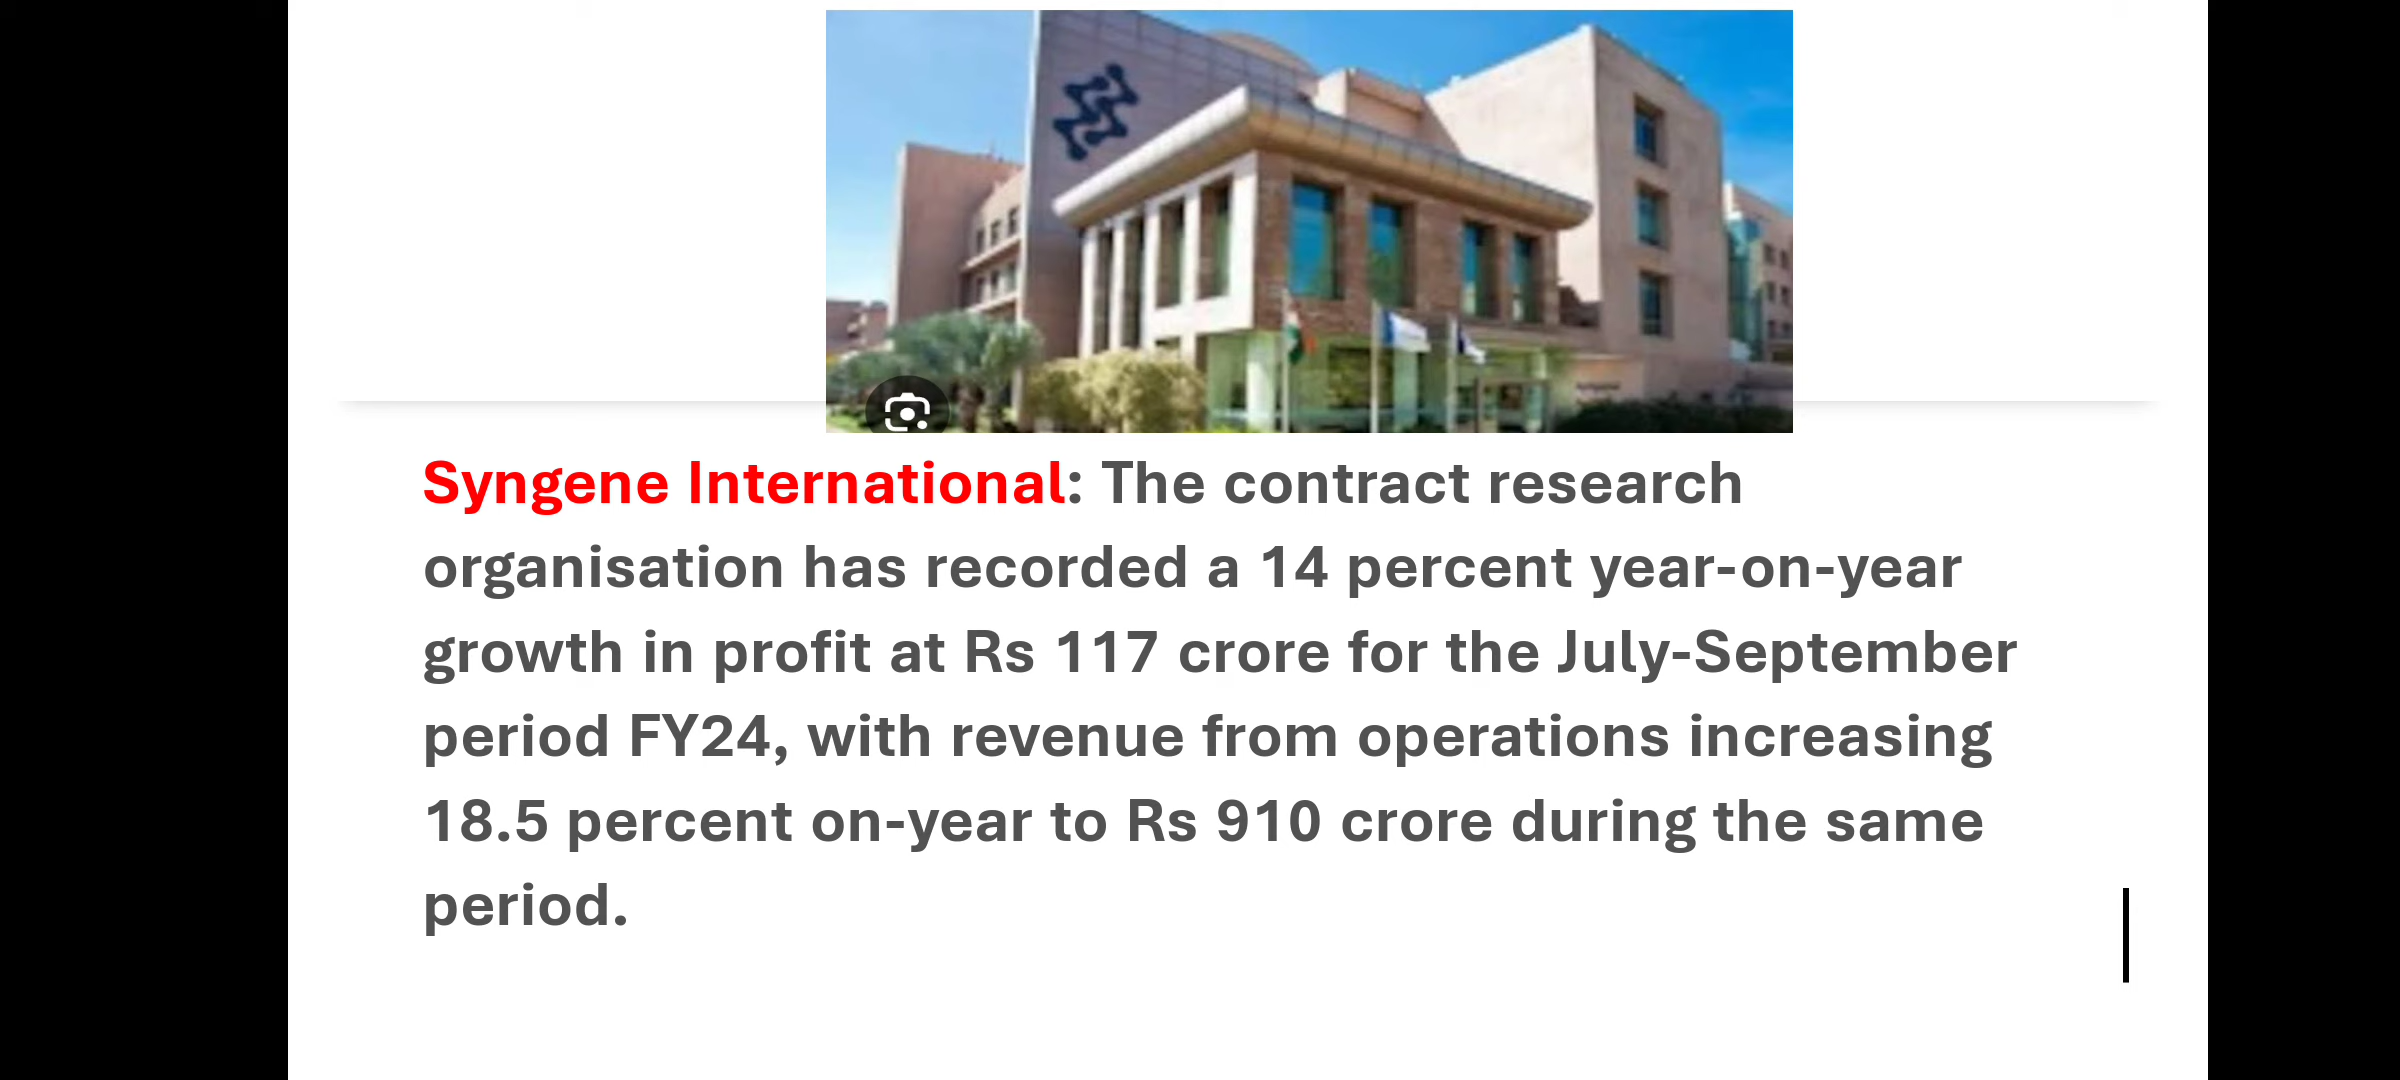 Syngene International: The contract research
organisation has recorded a 14 percent year-on-year
growth in profit at Rs 117 crore for the July-September
period FY24, with revenue from operations increasing
18.5 percent on-year to Rs 910 crore during the same
period.